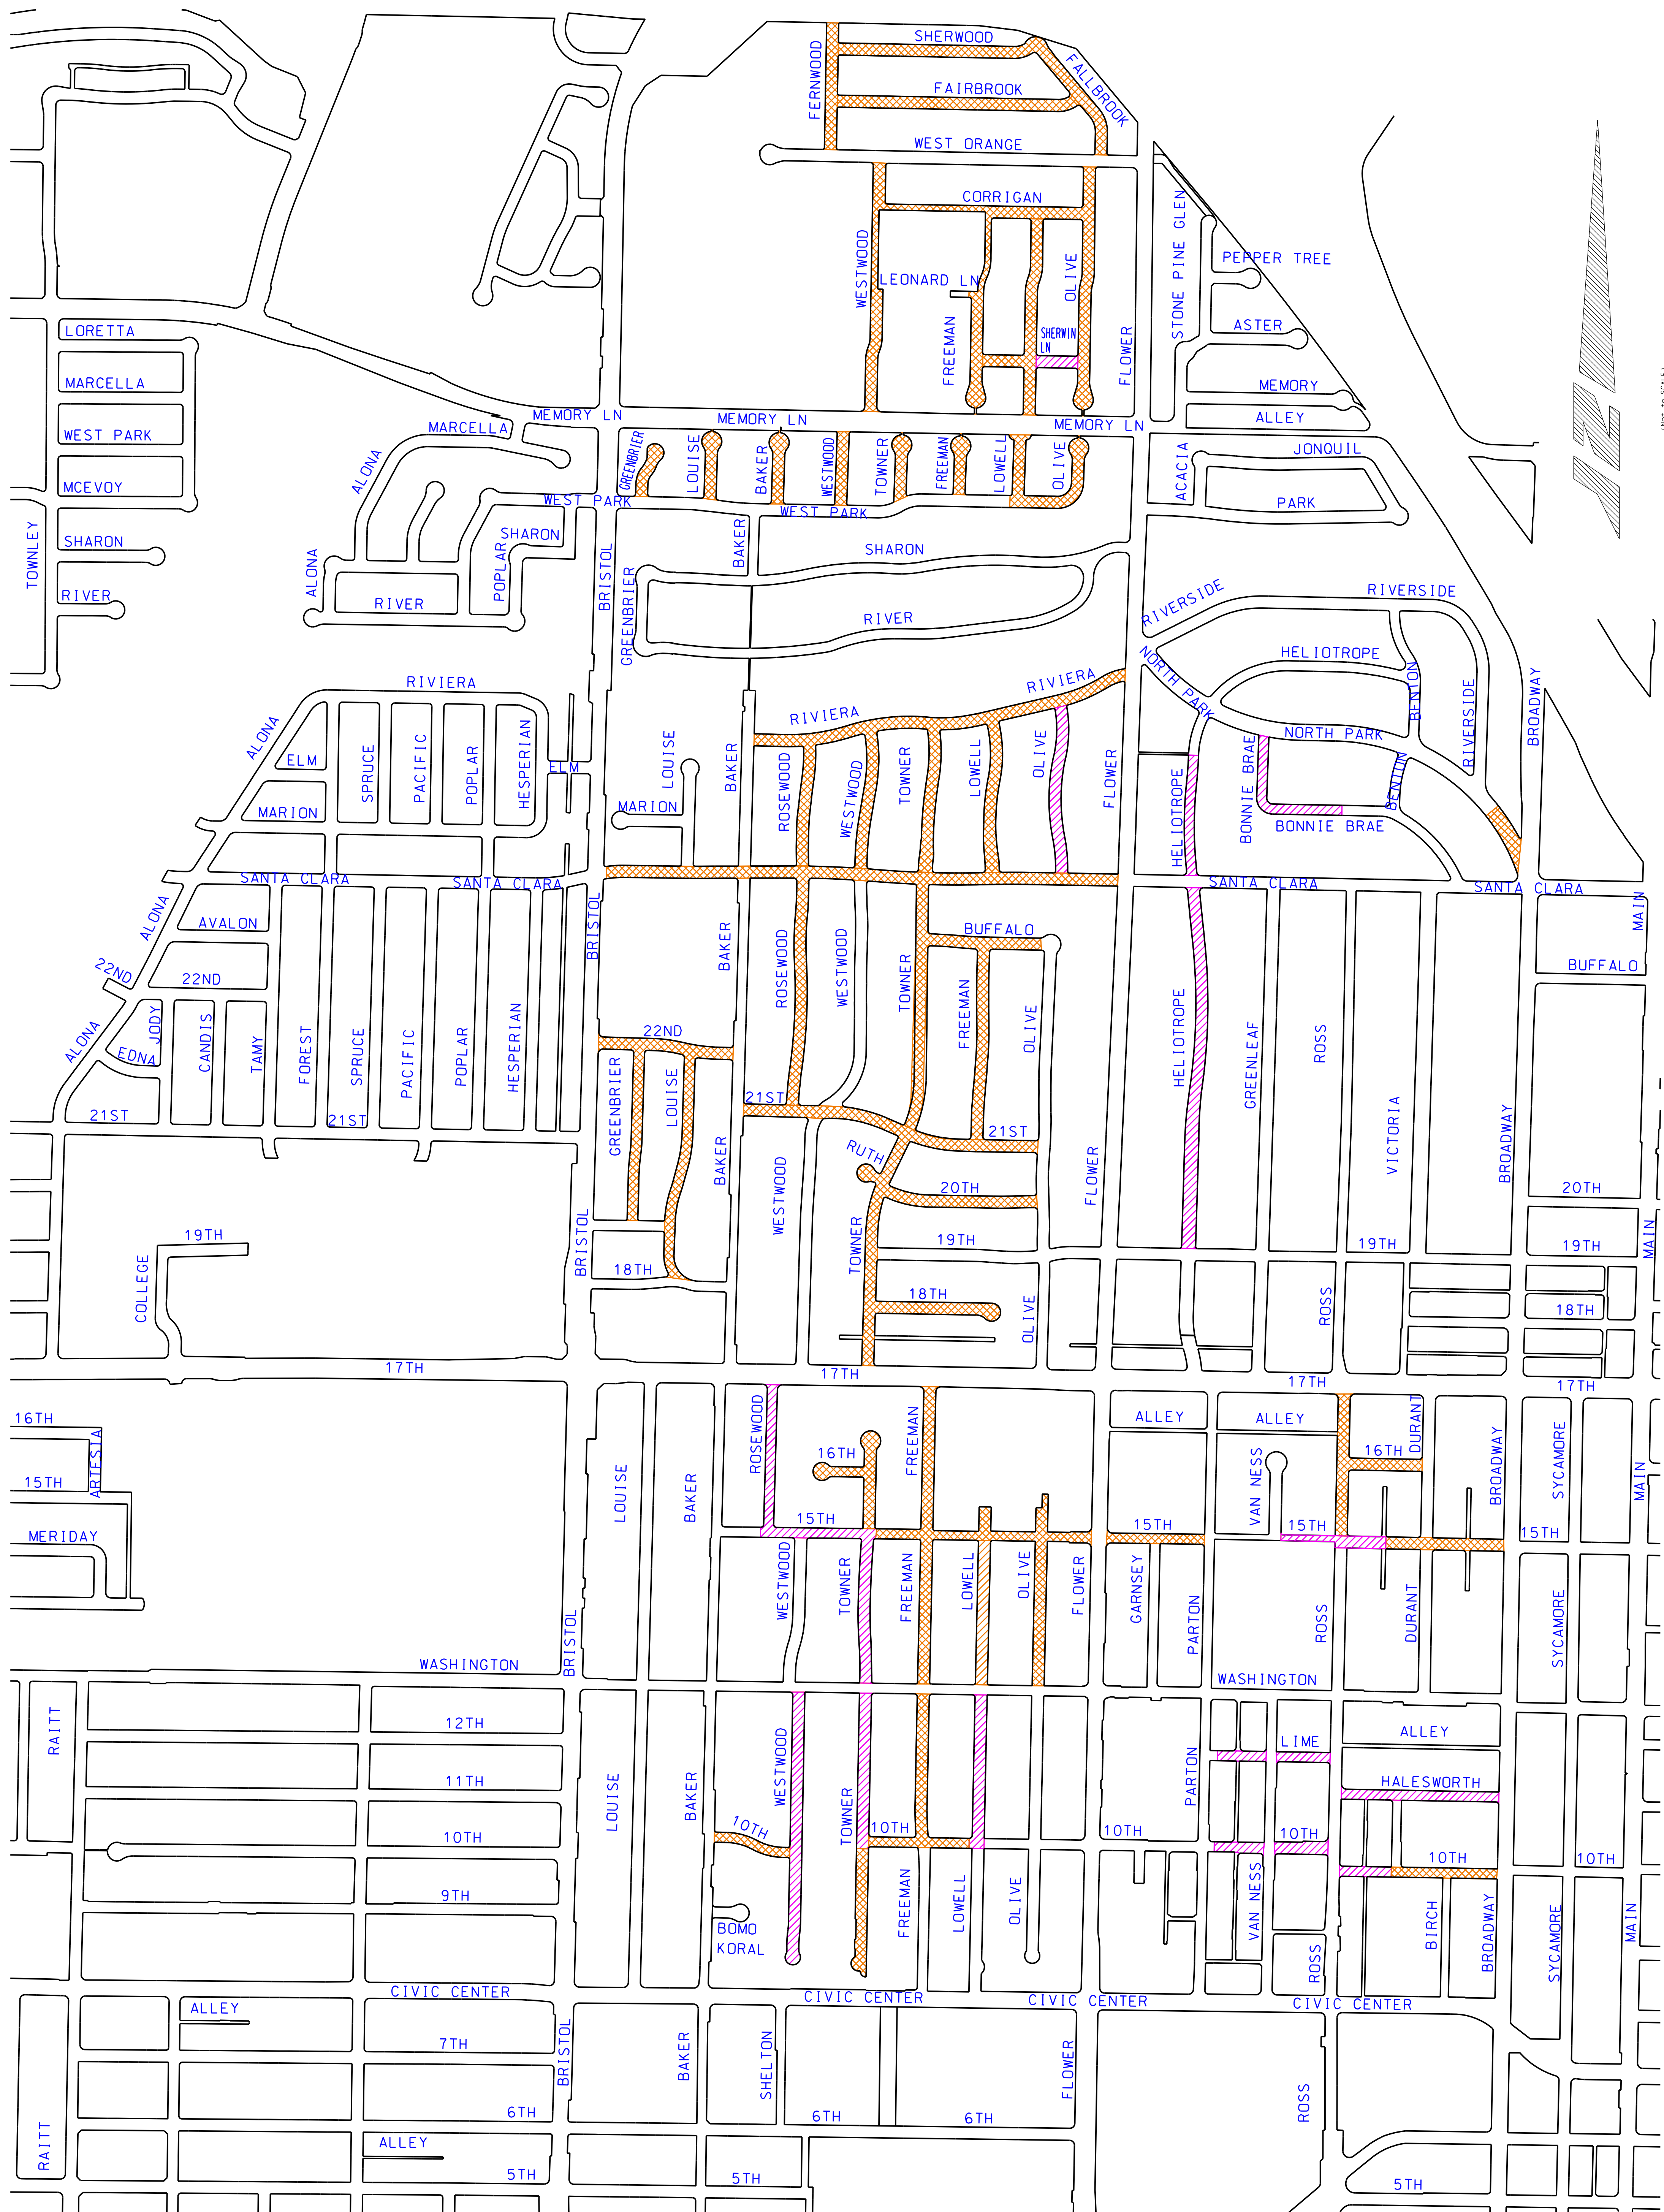 SHERWOOD
FERNWOOD
FALLBROOK
FAIRBROOK
WEST ORANGE
CORRIGAN
STONE PINE GLEN
WESTWOOD
OLIVE
PEPPER TREE
LEONARD LN
LORETTA
FREEMAN
SHERWIN
LN
FLOWER
ASTER
MARCELLA
MEMORY
MEMORY LN
MEMORY LN
MEMORY LN
ALLEY
MARCELLA
WEST PARK
ALONA
GREENBRIER
LOUISE
BAKER
WESTWOOD
TOWNER
FREEMAN
LOWELL
OLIVE
ACACIA
JONQUIL
MCEVOY
WEST PARK
WEST PARK
PARK
TOWNLEY
SHARON
SHARON
BAKER
SHARON
ALONA
POPLAR
BRISTOL
RIVER
RIVER
GREENBRIER
RIVER
RIVERSIDE
RIVERSIDE
NORTH PARK
HELIOTROPE
BENTON
RIVERSIDE
BROADWAY
RIVIERA
RIVIERA
RIVIERA
ALONA
ELM
SPRUCE
PACIFIC
POPLAR
HESPERIAN
ELM
LOUISE
BAKER
ROSEWOOD
WESTWOOD
TOWNER
LOWELL
OLIVE
FLOWER
NORTH PARK
BONNIE BRAE
BENTON
HELIOTROPE
MARION
MARION
BONNIE BRAE
SANTA CLARA
SANTA CLARA
SANTA CLARA
SANTA CLARA
ALONA
AVALON
BRISTOL
BAKER
ROSEWOOD
WESTWOOD
TOWNER
BUFFALO
MAIN
BUFFALO
22ND
22ND
JODY
CANDIS
TAMY
FOREST
SPRUCE
PACIFIC
POPLAR
HESPERIAN
22ND
FREEMAN
OLIVE
HELIOTROPE
GREENLEAF
ROSS
ALONA
EDNA
GREENBRIER
LOUISE
21ST
21ST
21ST
21ST
VICTORIA
BROADWAY
BAKER
WESTWOOD
RUTH
FLOWER
20TH
20TH
COLLEGE
19TH
BRISTOL
18TH
TOWNER
19TH
19TH
19TH
MAIN
18TH
OLIVE
ROSS
18TH
17TH
17TH
17TH
17TH
16TH
ARTESIA
15TH
MERIDAY
ROSEWOOD
16TH
FREEMAN
ALLEY
ALLEY
DURANT
16TH
BROADWAY
SYCAMORE
MAIN
LOUISE
BAKER
VAN NESS
15TH
15TH
15TH
15TH
WESTWOOD
TOWNER
FREEMAN
LOWELL
OLIVE
FLOWER
GARNSEY
PARTON
ROSS
DURANT
SYCAMORE
BRISTOL
WASHINGTON
WASHINGTON
RAITT
12TH
WESTWOOD
PARTON
LIME
ALLEY
11TH
LOUISE
BAKER
TOWNER
HALESWORTH
10TH
10TH
10TH
10TH
10TH
10TH
10TH
9TH
FREEMAN
LOWELL
OLIVE
VAN NESS
BIRCH
BROADWAY
SYCAMORE
MAIN
BOMO
KORAL
ROSS
CIVIC CENTER
CIVIC CENTER
CIVIC CENTER
CIVIC CENTER
ALLEY
7TH
BRISTOL
BAKER
SHELTON
FLOWER
ROSS
6TH
6TH
6TH
RAITT
ALLEY
5TH
5TH
5TH